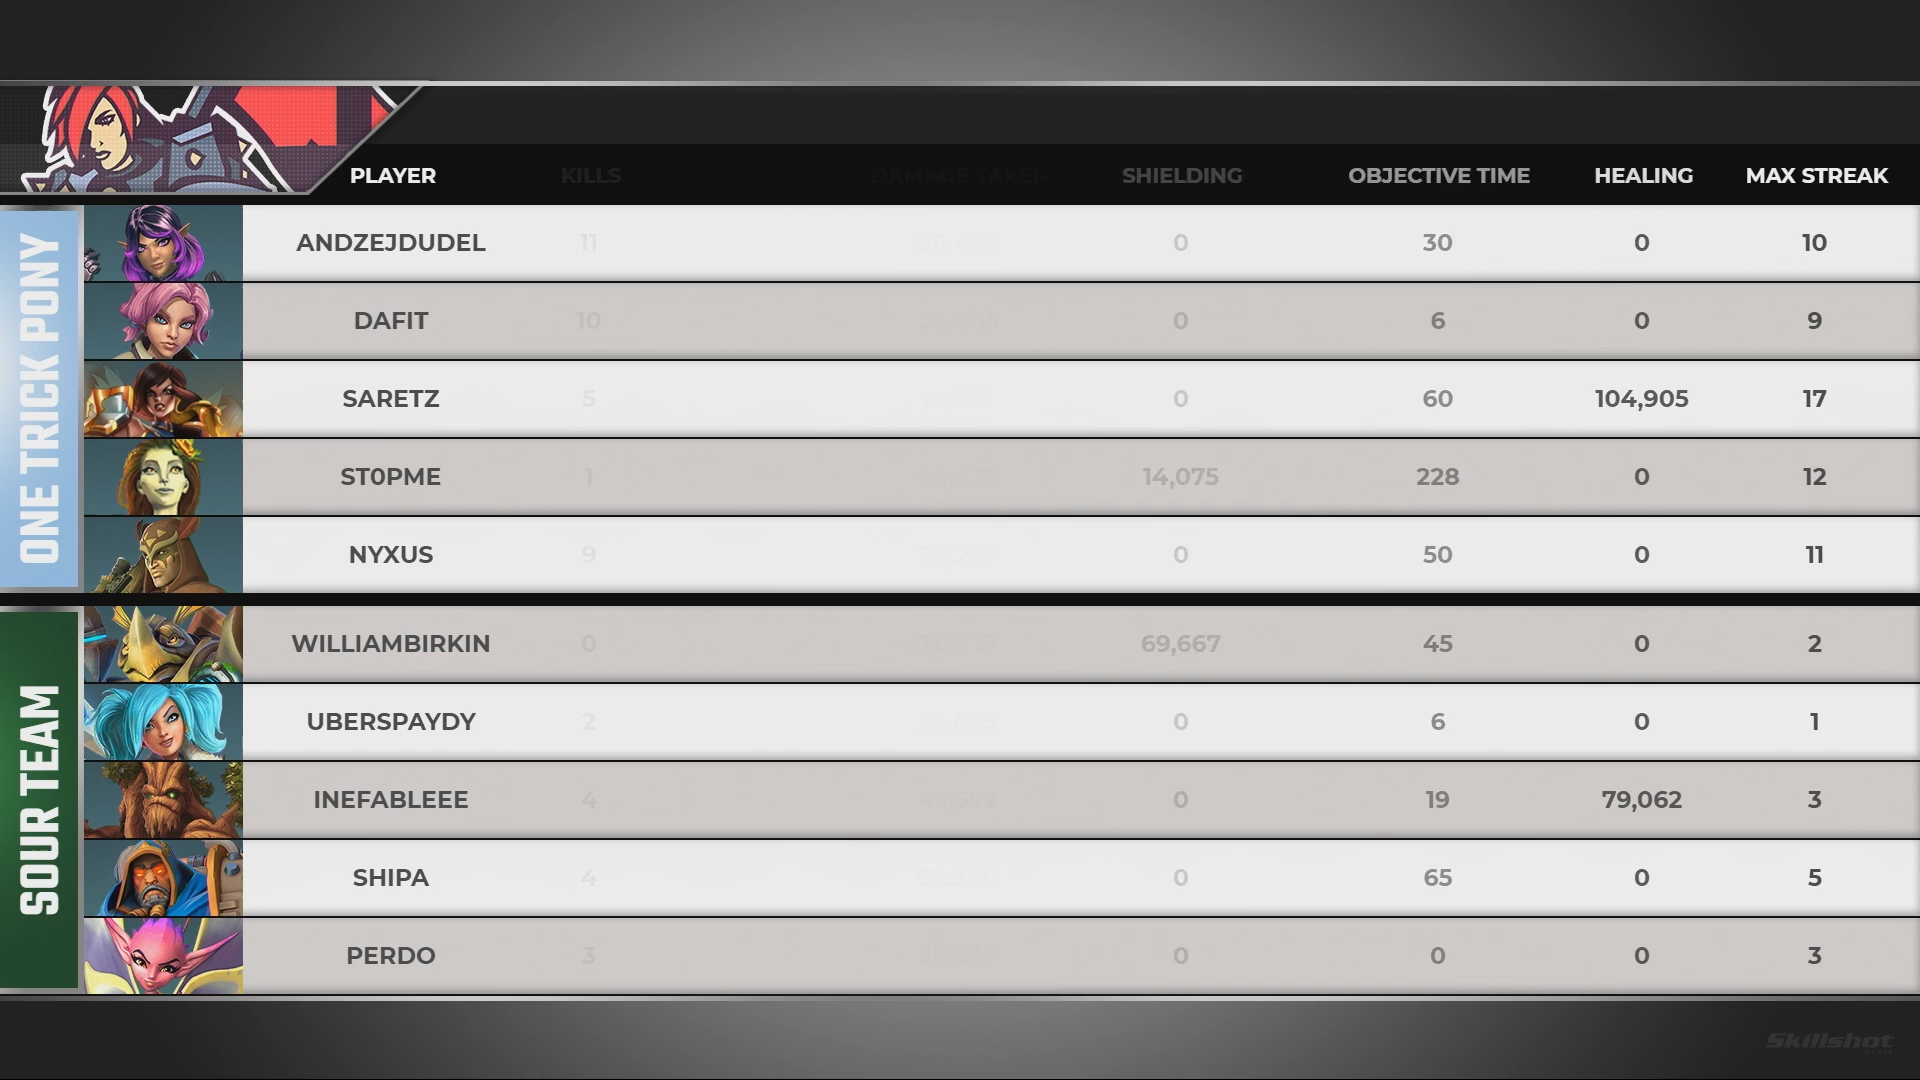 PLAYER KILLS DAMAGE TAKEN SHIELDING OBJECTIVE TIME HEALING MAX STREAK
ONE TRICK PONY
ANDZEJDUDEL 11 0 30 0 10
DAFIT 10 0 6 0 9
SARETZ 5 0 60 104,905 17
ST0PME 1 14,075 228 0 12
NYXUS 9 0 50 0 11
SOUR TEAM
WILLIAMBIRKIN 0 69,667 45 0 2
UBERSPAYDY 2 0 6 0 1
INEFABLEEE 4 0 19 79,062 3
SHIPA 4 0 65 0 5
PERDO 3 0 0 0 3
Skillshot